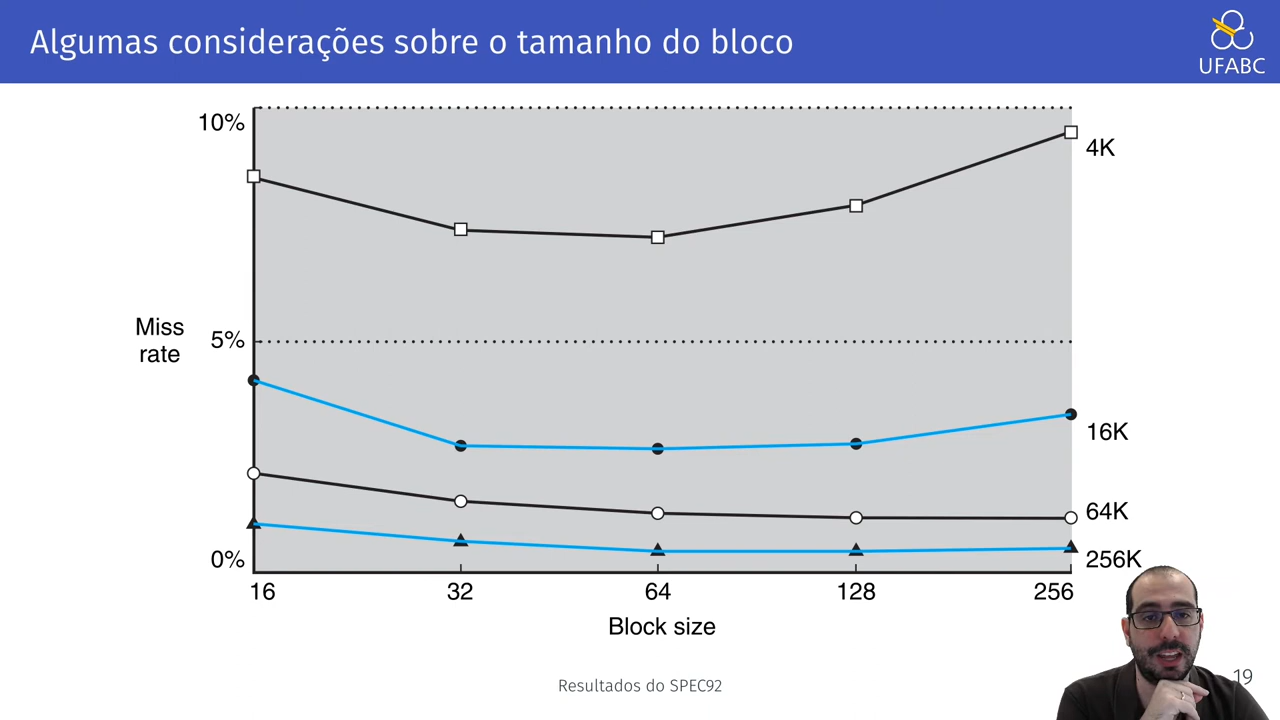 Algumas considerações sobre o tamanho do bloco
UFABC
10%
4K
Miss
rate
5%
16K
64K
0%
256K
16 32 64 128 256
Block size
Resultados do SPEC92
19